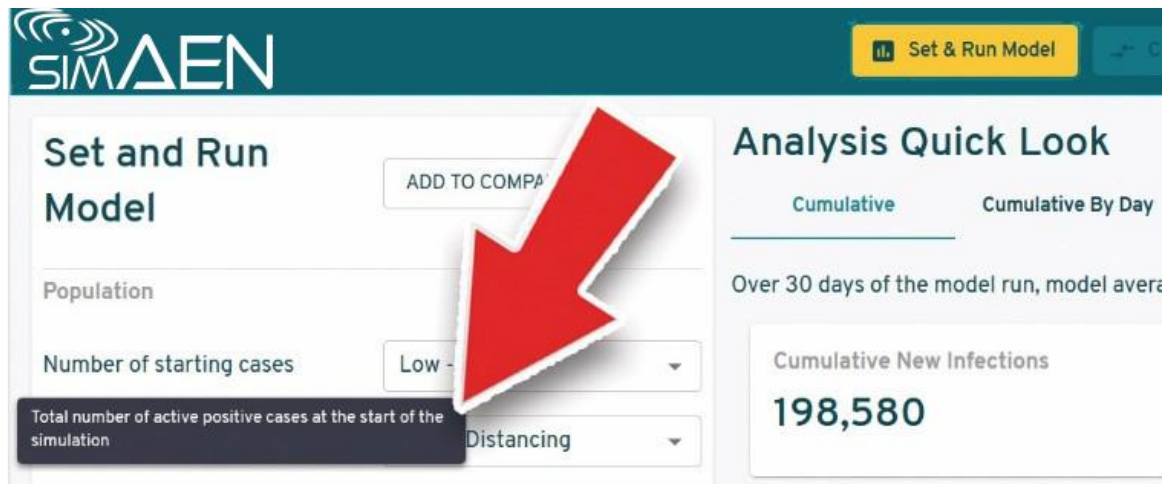 SIMAEN
Set & Run Model
Set and Run
Model
ADD TO
Population
Number of starting cases
Low -
Total number of active positive cases at the start of the
simulation
Distancing
Analysis Quick Look
Cumulative
Cumulative By Day
Over 30 days of the model run, model
Cumulative New Infections
198,580